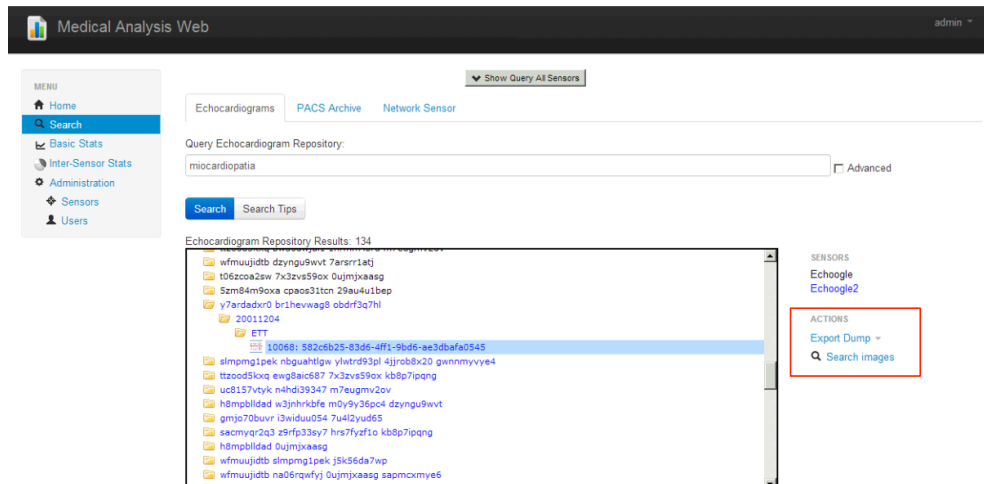 Medical Analysis Web
admin
MENU
Home
Search
Basic Stats
Inter-Sensor Stats
Administration
Sensors
Users
Show Query All Sensors
Echocardiograms
PACS Archive
Network Sensor
Query Echocardiogram Repository:
miocardiopatia
Advanced
Search
Search Tips
Echocardiogram Repository Results: 134
wfmuujidtb dzyngu9wvt 7arsrr1atj
t06zcoa2sw 7x3zvs59ox 0ujmjxaasg
5zm84m9oxa cpaos31tcn 29au4u1bep
y7ardadxr0 br1hevwag8 obdrf3q7hl
20011204
ETT
10068: 582c6b25-83d6-4ff1-9bd6-ae3dbafa0545
slmpmg1pek nbguahtlgw ylwtrd93pl 4jjrob8x20 gwnnmyvye4
ttzood5kxq ewg8aic687 7x3zvs59ox kb8p7ipqng
uc8157vtyk n4hdi39347 m7eugmv2ov
h8mpblldad w3jnhrkbfe m0y9y36pc4 dzyngu9wvt
gmjo70buvr i3widuu054 7u4l2yud65
sacmyqr2q3 z9rfp33sy7 hrs7fyzf1o kb8p7ipqng
h8mpblldad 0ujmjxaasg
wfmuujidtb slmpmg1pek j5k56da7wp
wfmuujidtb na06rqwfyj 0ujmjxaasg sapmcxmye6
SENSORS
Echoogle
Echoogle2
ACTIONS
Export Dump
Search images